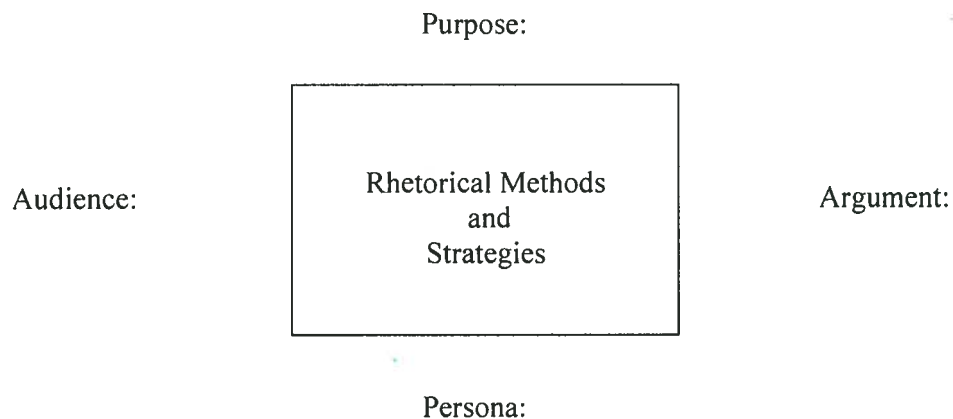 Purpose:
Audience:
Rhetorical Methods
and
Strategies
Argument:
Persona: